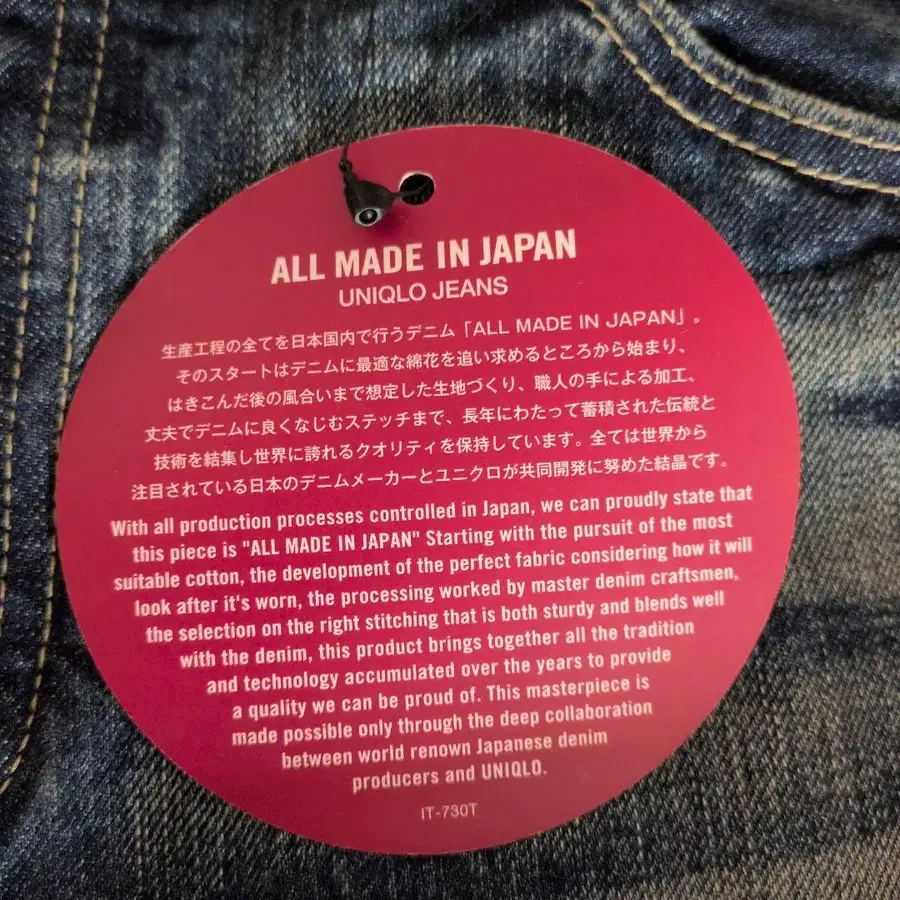 ALL MADE IN JAPAN
UNIQLO JEANS
生産工程の全てを日本国内で行うデニム「ALL MADE IN JAPAN」。
そのスタートはデニムに最適な綿花を追い求めるところから始まり、
はきこんだ後の風合いまで想定した生地づくり、職人の手による加工、
丈夫でデニムに良くなじむステッチまで、長年にわたって蓄積された伝統と
技術を結集し世界に誇れるクオリティを保持しています。全ては世界から
注目されている日本のデニムメーカーとユニクロが共同開発に努めた結晶です。
With all production processes controlled in Japan, we can proudly state that
this piece is "ALL MADE IN JAPAN" Starting with the pursuit of the most
suitable cotton, the development of the perfect fabric considering how it will
look after it's worn, the processing worked by master denim craftsmen,
the selection on the right stitching that is both sturdy and blends well
with the denim, this product brings together all the tradition
and technology accumulated over the years to provide
a quality we can be proud of. This masterpiece is
made possible only through the deep collaboration
between world renown Japanese denim
producers and UNIQLO.
IT-730T